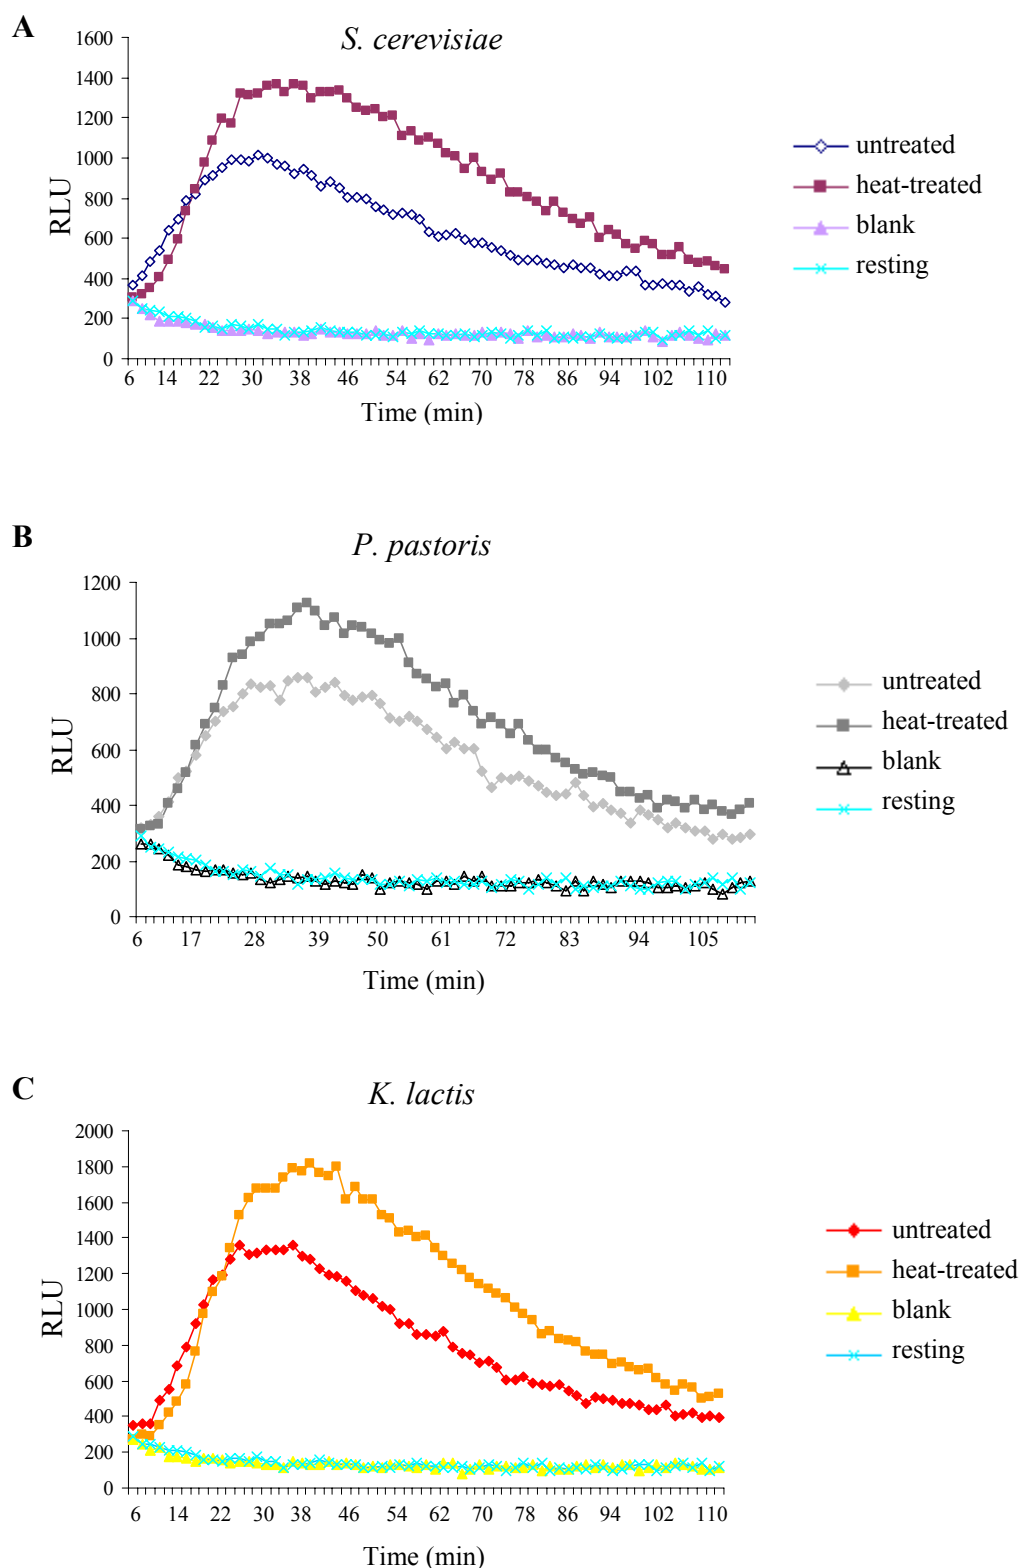 A
S. cerevisiae
1600
1400
1200
1000
800
600
400
200
0
RLU
6 14 22 30 38 46 54 62 70 78 86 94 102 110
Time (min)
untreated
heat-treated
blank
resting
B
P. pastoris
1200
1000
800
600
400
200
0
RLU
6 17 28 39 50 61 72 83 94 105
Time (min)
untreated
heat-treated
blank
resting
C
K. lactis
2000
1800
1600
1400
1200
1000
800
600
400
200
0
RLU
6 14 22 30 38 46 54 62 70 78 86 94 102 110
Time (min)
untreated
heat-treated
blank
resting